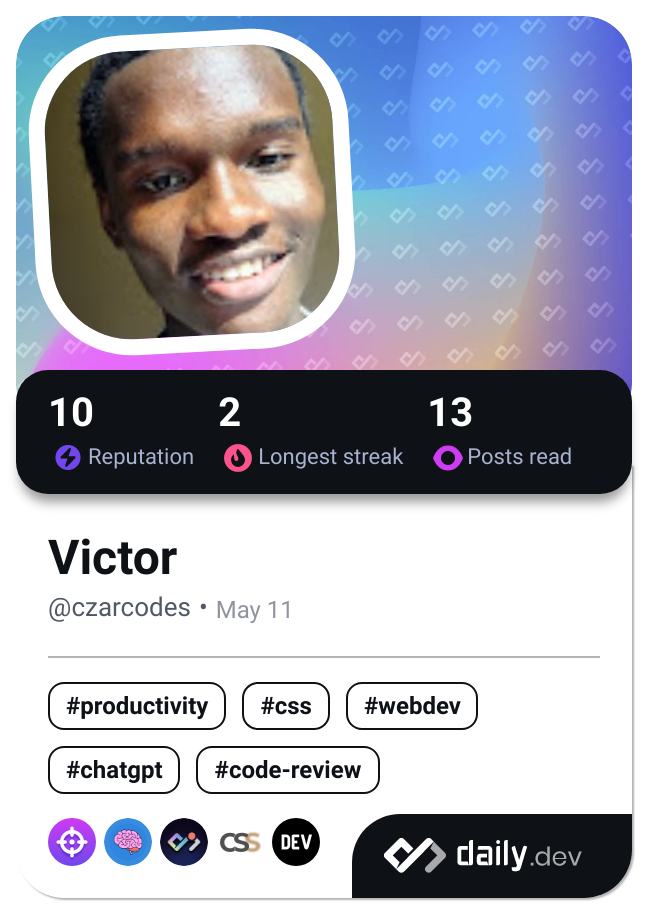 10 2 13
Reputation Longest streak Posts read
Victor
@czarcodes • May 11
#productivity #css #webdev
#chatgpt #code-review
CSS DEV
daily.dev